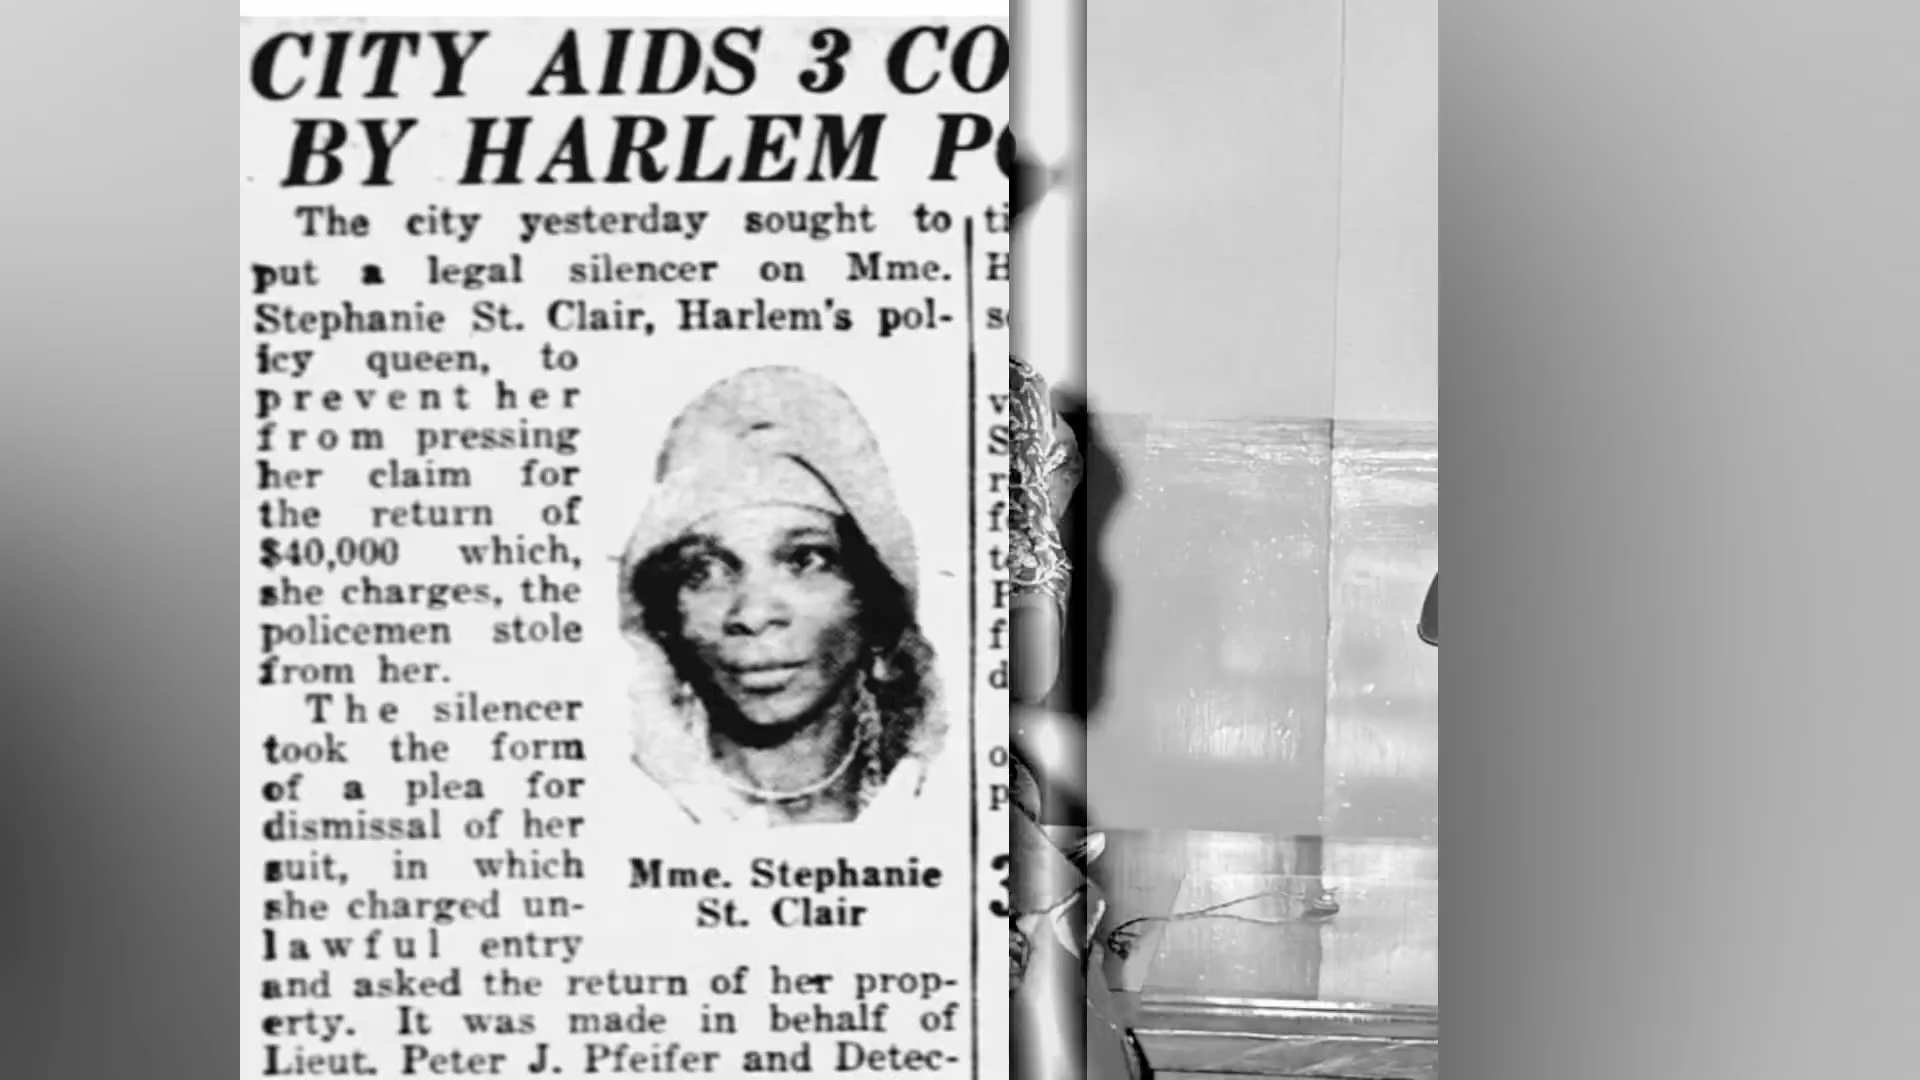 CITY AIDS 3 CO
BY HARLEM PO
The city yesterday sought to
put a legal silencer on Mme.
Stephanie St. Clair, Harlem's pol-
icy queen, to
prevent her
from pressing
her claim for
the return of
$40,000 which,
she charges, the
policemen stole
from her.
The silencer
took the form
of a plea for
dismissal of her
suit, in which
she charged un-
lawful entry
and asked the return of her prop-
erty. It was made in behalf of
Lieut. Peter J. Pfeifer and Detec-
Mme. Stephanie
St. Clair